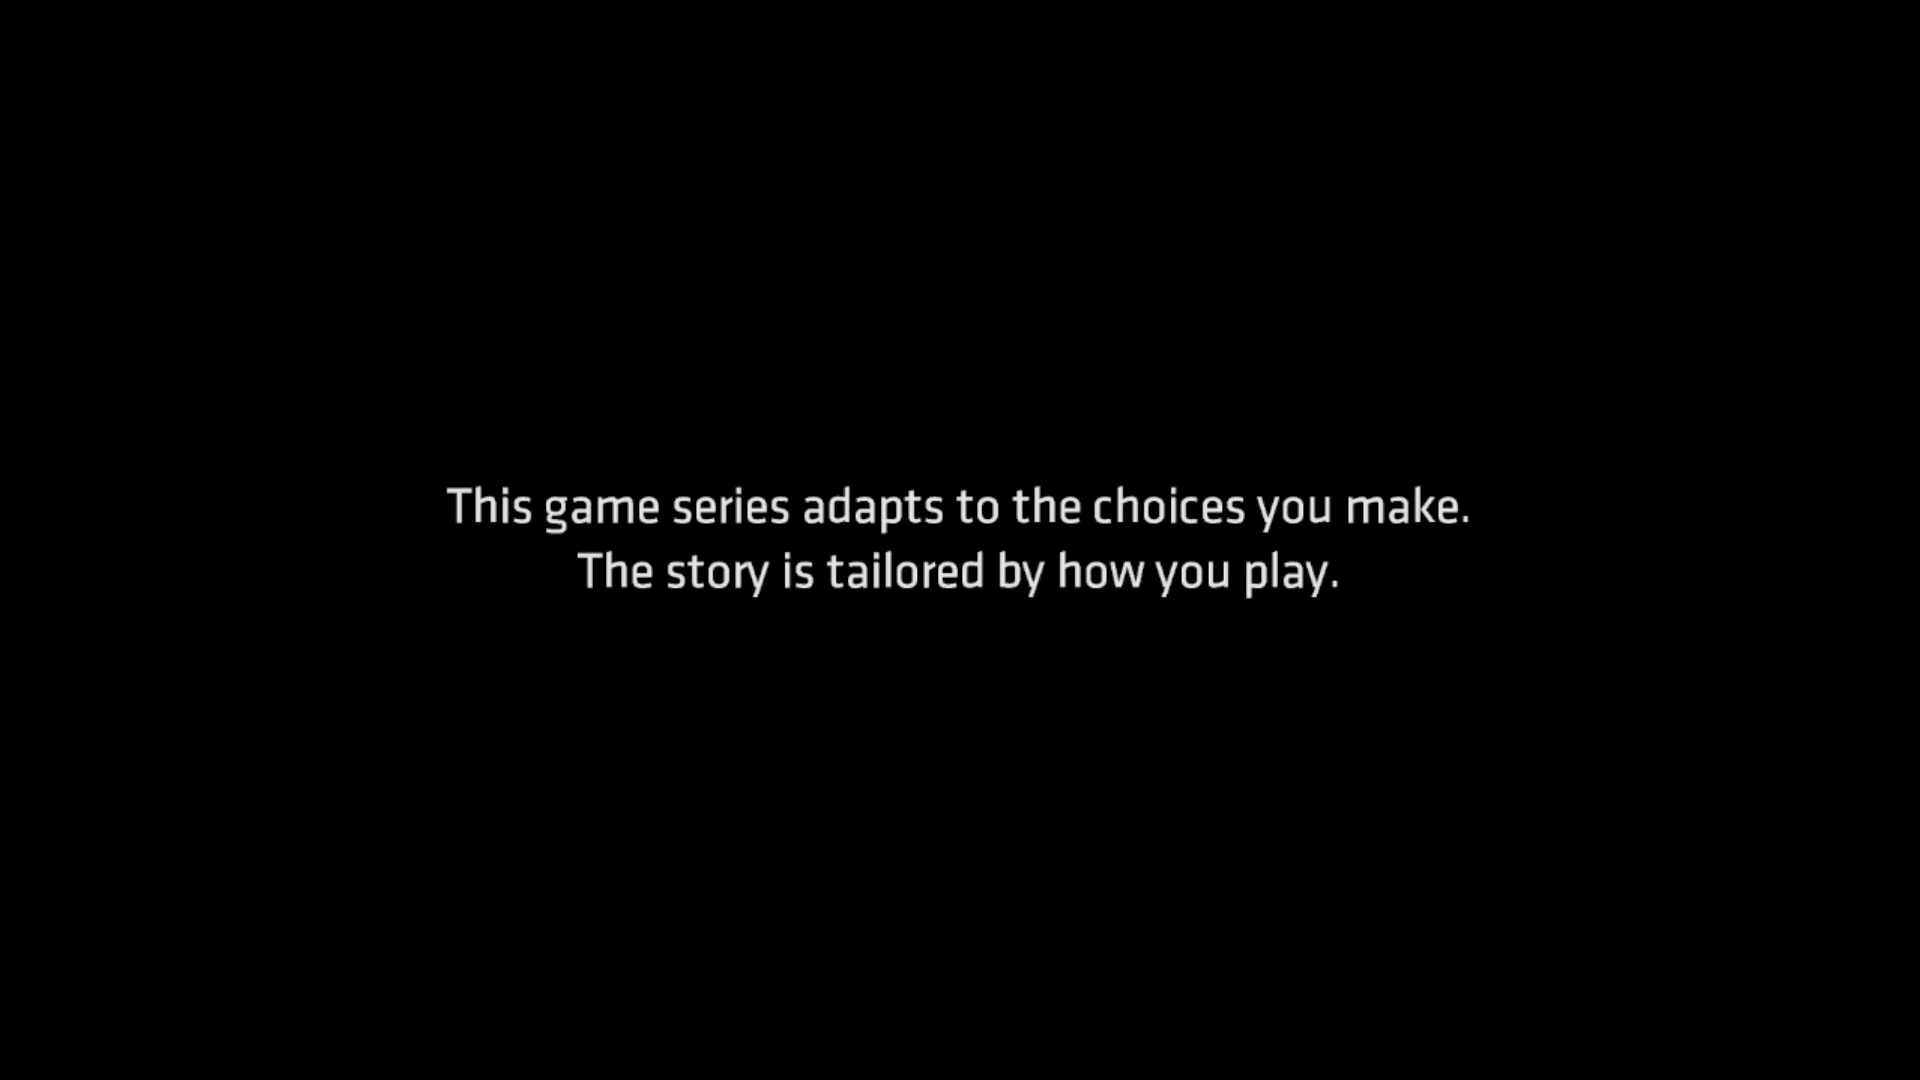 This game series adapts to the choices you make.
The story is tailored by how you play.